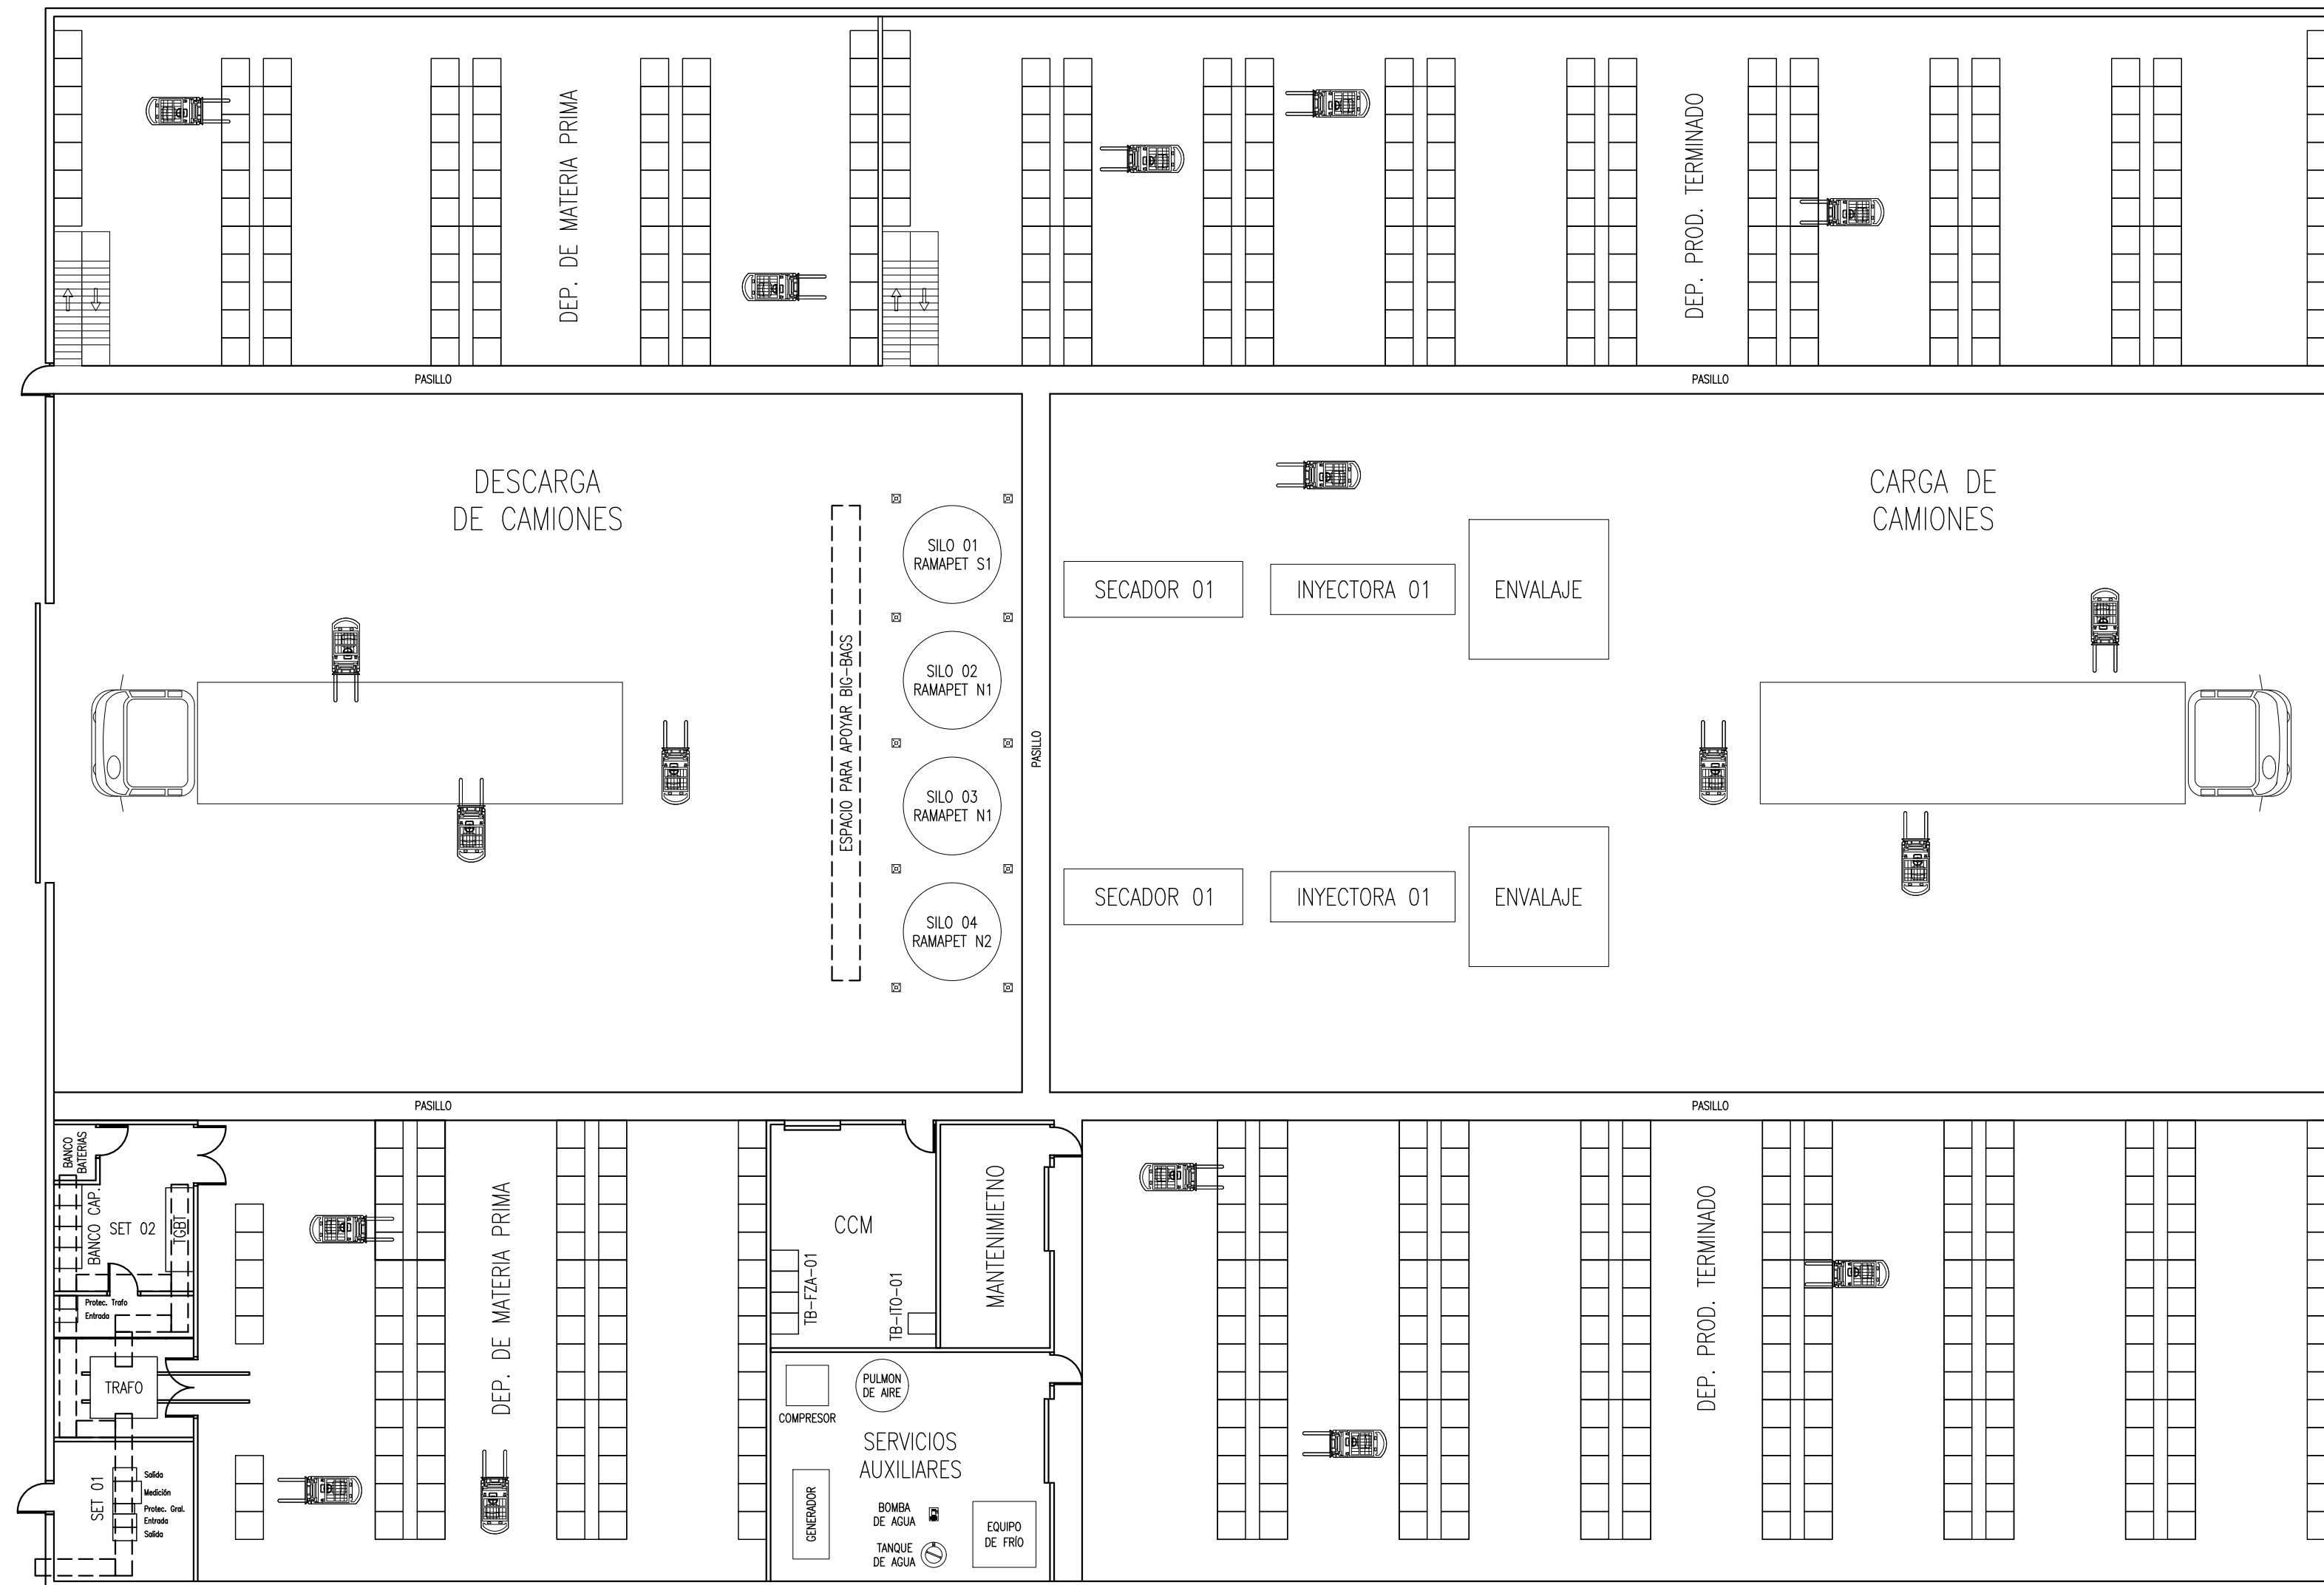 DEP. DE MATERIA PRIMA
DEP. PROD. TERMINADO
PASILLO
PASILLO
DESCARGA
DE CAMIONES
CARGA DE
CAMIONES
ESPACIO PARA APOYAR BIG-BAGS
SILO 01
RAMAPET S1
SILO 02
RAMAPET N1
SILO 03
RAMAPET N1
SILO 04
RAMAPET N2
PASILLO
SECADOR 01
INYECTORA 01
ENVALAJE
SECADOR 01
INYECTORA 01
ENVALAJE
PASILLO
PASILLO
BANCO
BATERIAS
BANCO CAP.
SET 02
TGBT
Protec. Trafo
Entrada
TRAFO
SET 01
Salida
Medición
Protec. Gral.
Entrada
Salida
DEP. DE MATERIA PRIMA
CCM
TB-FZA-01
TB-ITO-01
MANTENIMIETNO
COMPRESOR
PULMON
DE AIRE
SERVICIOS
AUXILIARES
GENERADOR
BOMBA
DE AGUA
TANQUE
DE AGUA
EQUIPO
DE FRÍO
DEP. PROD. TERMINADO